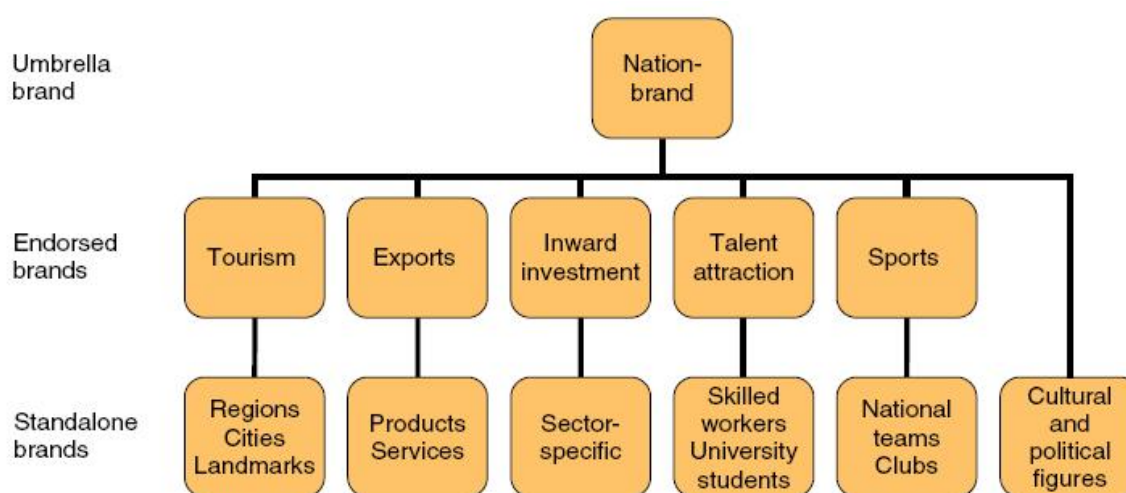 Umbrella
brand
Nation-
brand
Endorsed
brands
Tourism
Exports
Inward
investment
Talent
attraction
Sports
Standalone
brands
Regions
Cities
Landmarks
Products
Services
Sector-
specific
Skilled
workers
University
students
National
teams
Clubs
Cultural
and
political
figures